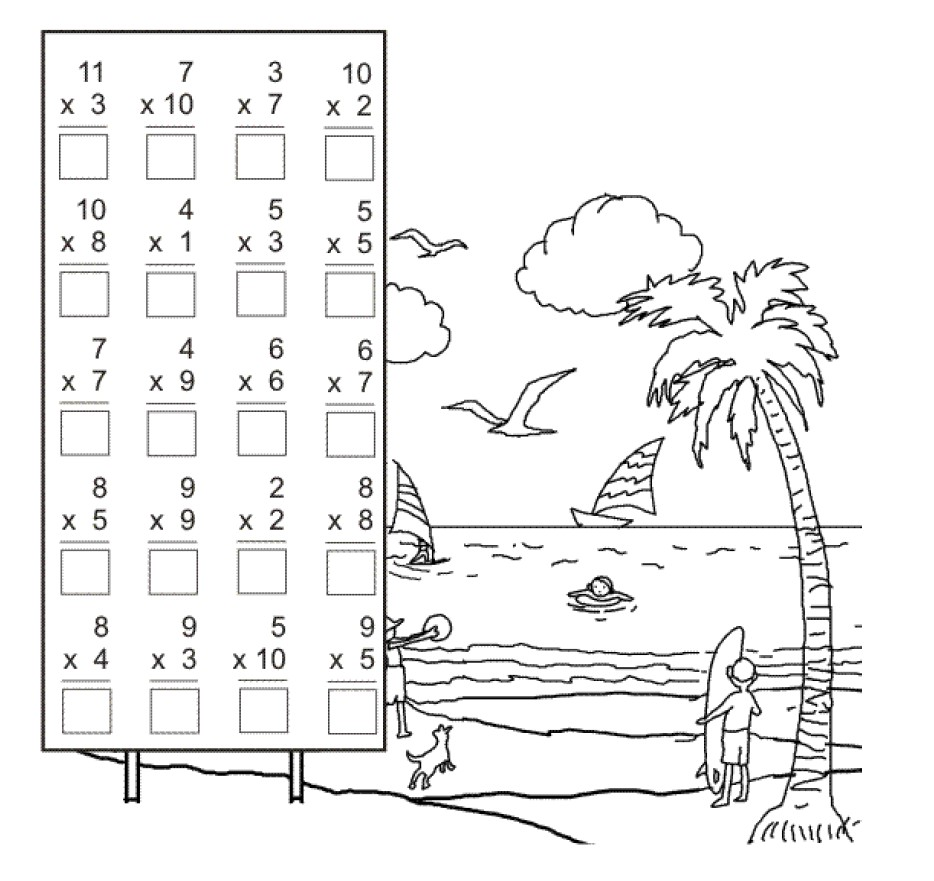 11 7 3 10
x 3 x 10 x 7 x 2
10 4 5 5
x 8 x 1 x 3 x 5
7 4 6 6
x 7 x 9 x 6 x 7
8 9 2 8
x 5 x 9 x 2 x 8
8 9 5 9
x 4 x 3 x 10 x 5